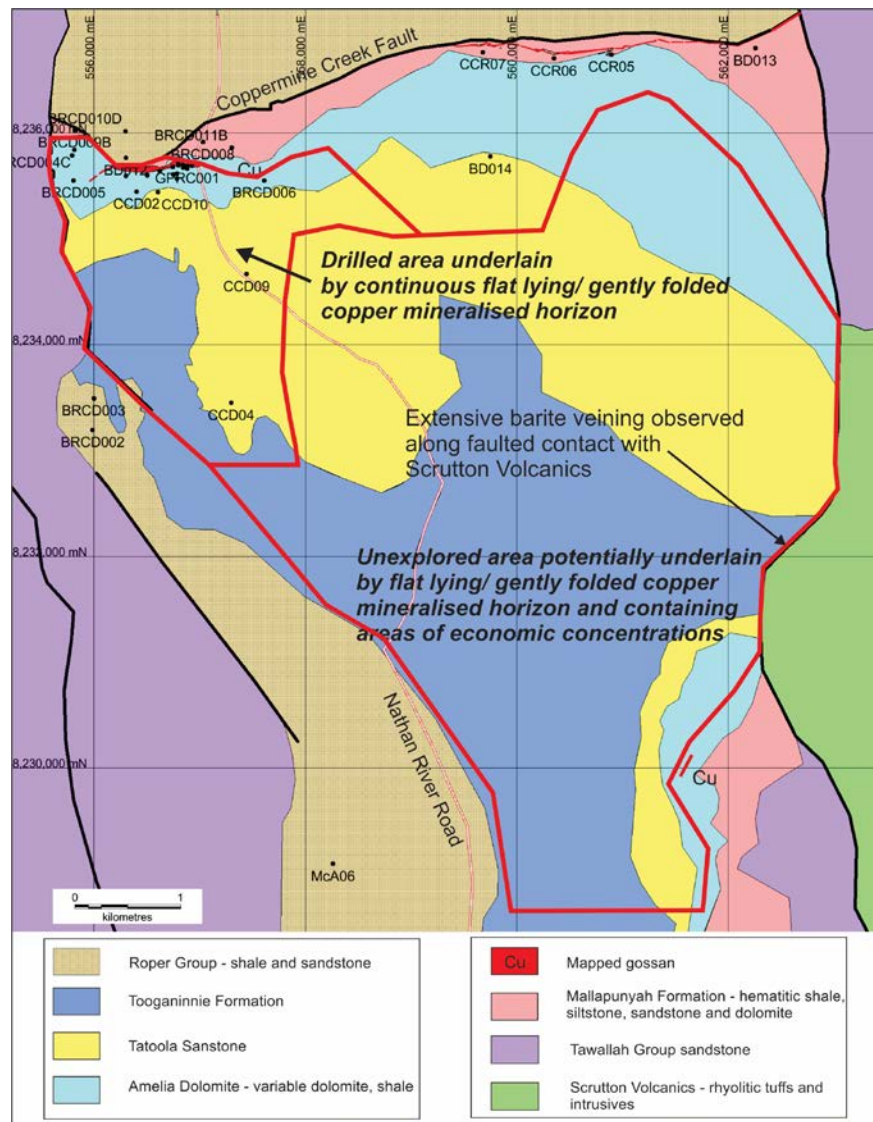 556,000 mE
558,000 mE
560,000 mE
562,000 mE
Coppermine Creek Fault
CCR07
CCR06
CCR05
BD013
BRCD010D
8,236,000 mN
BRCD009B
BRCD011B
BRCD008
Cu
BD014
BRCD005
GPRC001
BRCD006
CCD02
CCD10
Drilled area underlain
by continuous flat lying/ gently folded
copper mineralised horizon
CCD09
8,234,000 mN
BRCD003
CCD04
BRCD002
Extensive barite veining observed
along faulted contact with
Scrutton Volcanics
8,232,000 mN
Unexplored area potentially underlain
by flat lying/ gently folded copper
mineralised horizon and containing
areas of economic concentrations
Nathan River Road
8,230,000 mN
Cu
McA06
0 1
kilometres
Roper Group - shale and sandstone
Tooganinnie Formation
Tatoola Sanstone
Amelia Dolomite - variable dolomite, shale
Cu Mapped gossan
Mallapunyah Formation - hematitic shale,
siltstone, sandstone and dolomite
Tawallah Group sandstone
Scrutton Volcanics - rhyolitic tuffs and
intrusives